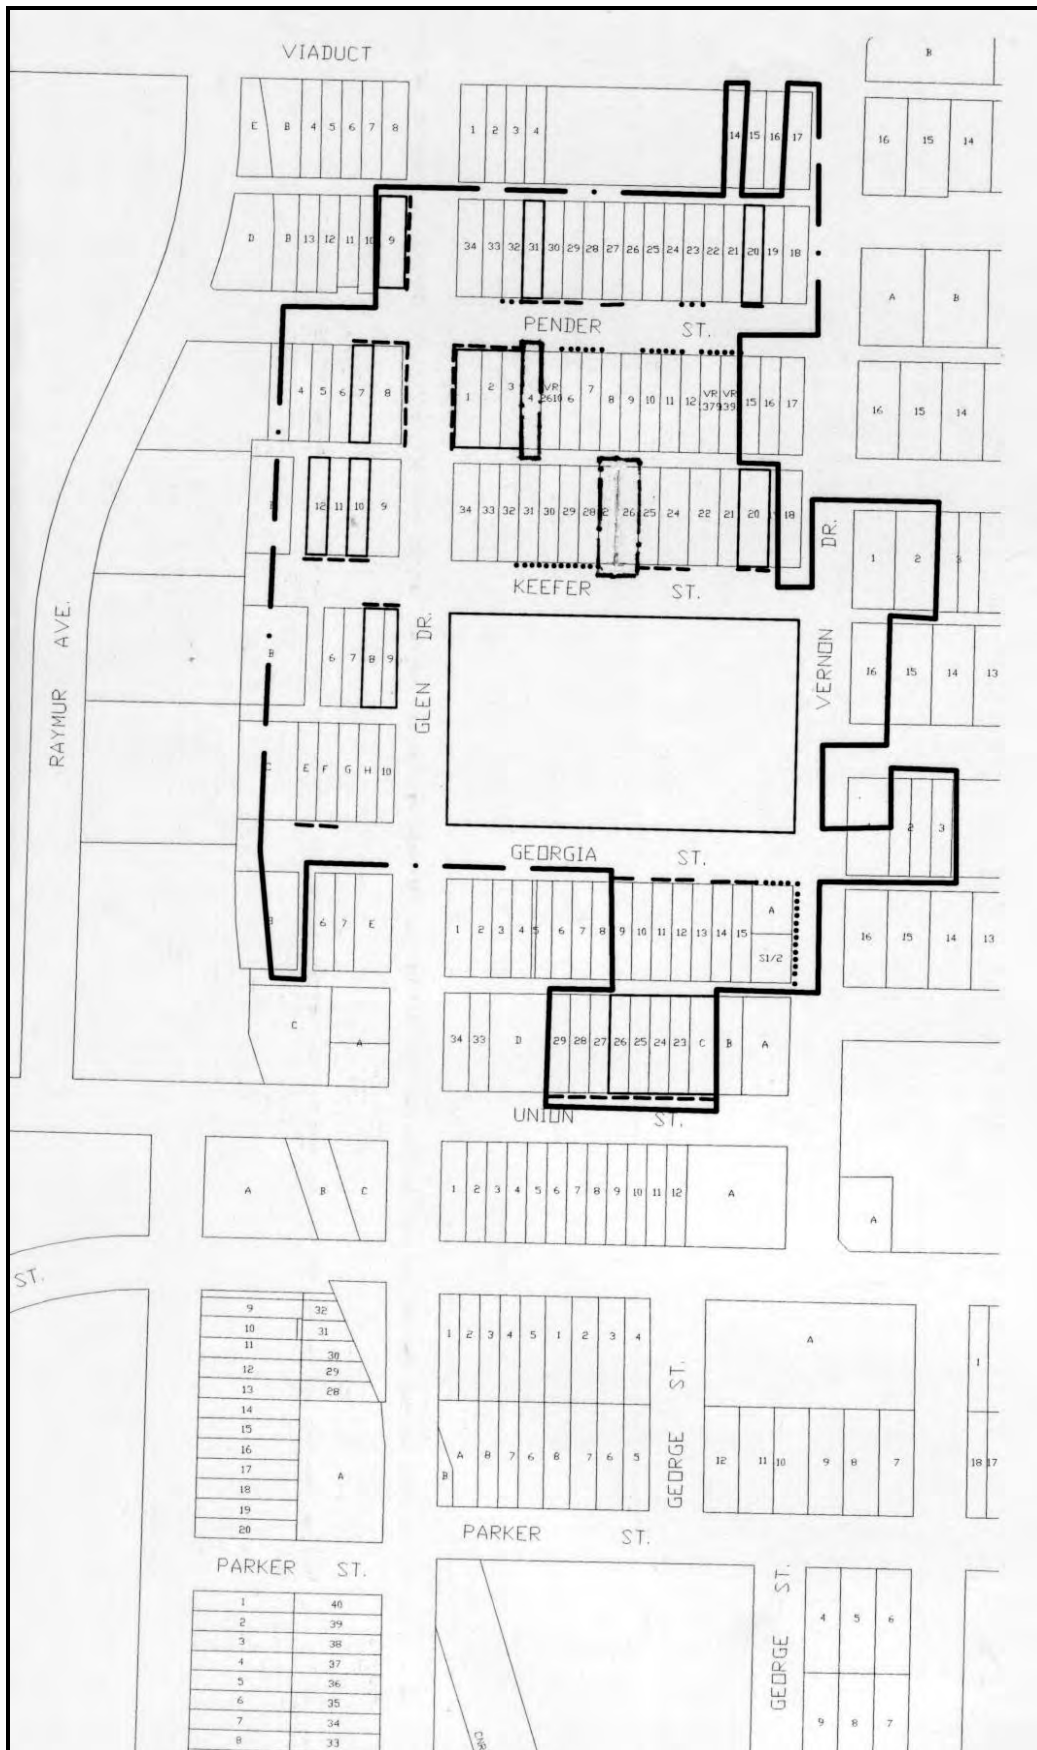 VIADUCT
B
E B 4 5 6 7 8
1 2 3 4
14 15 16 17
16 15 14
D B 13 12 11 10 9
34 33 32 31 30 29 28 27 26 25 24 23 22 21 20 19 18
A B
PENDER ST.
4 5 6 7 8
1 2 3 4 VR 2610 6 7 8 9 10 11 12 VR 15 16 17
16 15 14
12 11 10 9
34 33 32 31 30 29 28 26 25 24 22 21 20 18
1 2 3
KEEFER ST.
RAYMUR AVE.
GLEN DR.
VERNON DR.
B 6 7 8 9
16 15 14 13
C E F G H 10
2 3
GEORGIA ST.
B 6 7 E
1 2 3 4 5 6 7 8 9 10 11 12 13 14 15 A
S1/2
16 15 14 13
C A
34 33 D 29 28 27 26 25 24 23 C B A
UNION ST.
A B C
1 2 3 4 5 6 7 8 9 10 11 12 A
A
ST.
9 32
10 31
11 30
12 29
13 28
14
15
16
17 A
18
19
20
1 2 3 4 5 1 2 3 4
B A 8 7 6 8 7 6 5
GEORGE ST.
A
12 11 10 9 8 7
1
18 17
PARKER ST.
PARKER ST.
1 40
2 39
3 38
4 37
5 36
6 35
7 34
8 33
CNR
GEORGE ST.
4 5 6
9 8 7